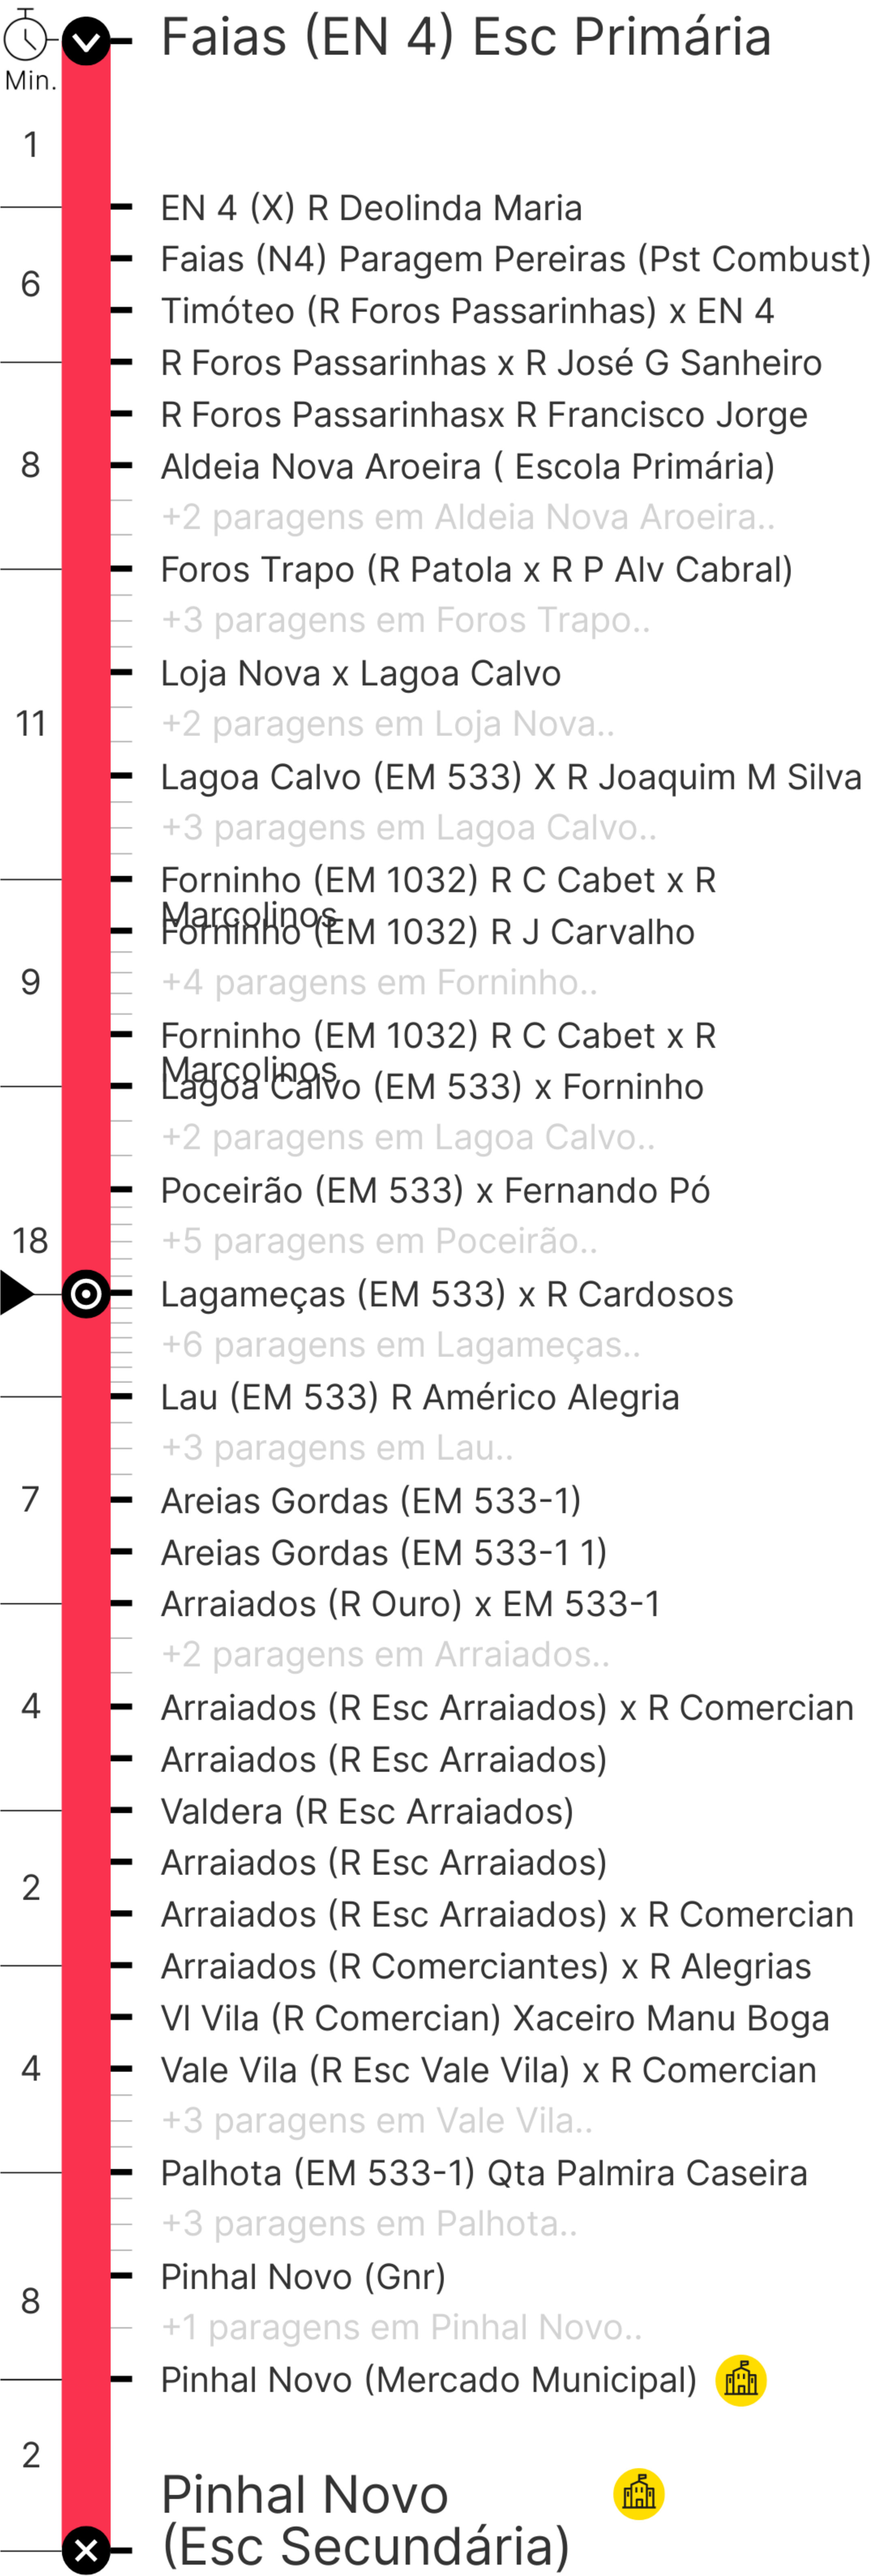 Faias (EN 4) Esc Primária
Min.
1
EN 4 (X) R Deolinda Maria
Faias (N4) Paragem Pereiras (Pst Combust)
6
Timóteo (R Foros Passarinhas) x EN 4
R Foros Passarinhas x R José G Sanheiro
R Foros Passarinhasx R Francisco Jorge
8
Aldeia Nova Aroeira ( Escola Primária)
+2 paragens em Aldeia Nova Aroeira..
Foros Trapo (R Patola x R P Alv Cabral)
+3 paragens em Foros Trapo..
Loja Nova x Lagoa Calvo
11
+2 paragens em Loja Nova..
Lagoa Calvo (EM 533) X R Joaquim M Silva
+3 paragens em Lagoa Calvo..
Forninho (EM 1032) R C Cabet x R
Marcolinos
Forninho (EM 1032) R J Carvalho
9
+4 paragens em Forninho..
Forninho (EM 1032) R C Cabet x R
Marcolinos
Lagoa Calvo (EM 533) x Forninho
+2 paragens em Lagoa Calvo..
Poceirão (EM 533) x Fernando Pó
18
+5 paragens em Poceirão..
Lagameças (EM 533) x R Cardosos
+6 paragens em Lagameças..
Lau (EM 533) R Américo Alegria
+3 paragens em Lau..
7
Areias Gordas (EM 533-1)
Areias Gordas (EM 533-1 1)
Arraiados (R Ouro) x EM 533-1
+2 paragens em Arraiados..
4
Arraiados (R Esc Arraiados) x R Comercian
Arraiados (R Esc Arraiados)
Valdera (R Esc Arraiados)
Arraiados (R Esc Arraiados)
2
Arraiados (R Esc Arraiados) x R Comercian
Arraiados (R Comerciantes) x R Alegrias
Vl Vila (R Comercian) Xaceiro Manu Boga
4
Vale Vila (R Esc Vale Vila) x R Comercian
+3 paragens em Vale Vila..
Palhota (EM 533-1) Qta Palmira Caseira
+3 paragens em Palhota..
Pinhal Novo (Gnr)
8
+1 paragens em Pinhal Novo..
Pinhal Novo (Mercado Municipal)
2
Pinhal Novo
(Esc Secundária)